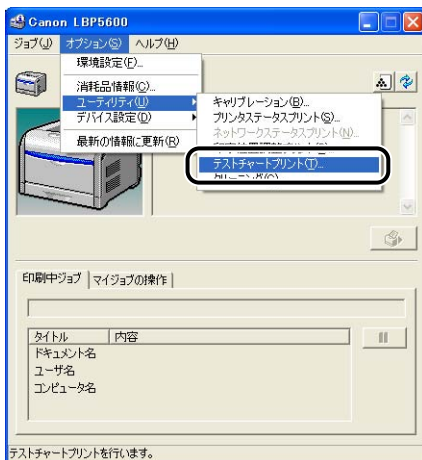 Canon LBP5600
ジョブ(J) オプション(S) ヘルプ(H)
環境設定(F)...
消耗品情報(C)...
ユーティリティ(U)
デバイス設定(D)
最新の情報に更新(R)
キャリブレーション(B)...
プリンタステータスプリント(S)...
ネットワークステータスプリント(N)...
テストチャートプリント(T)...
印刷中ジョブ マイジョブの操作
タイトル 内容
ドキュメント名
ユーザ名
コンピュータ名
テストチャートプリントを行います。